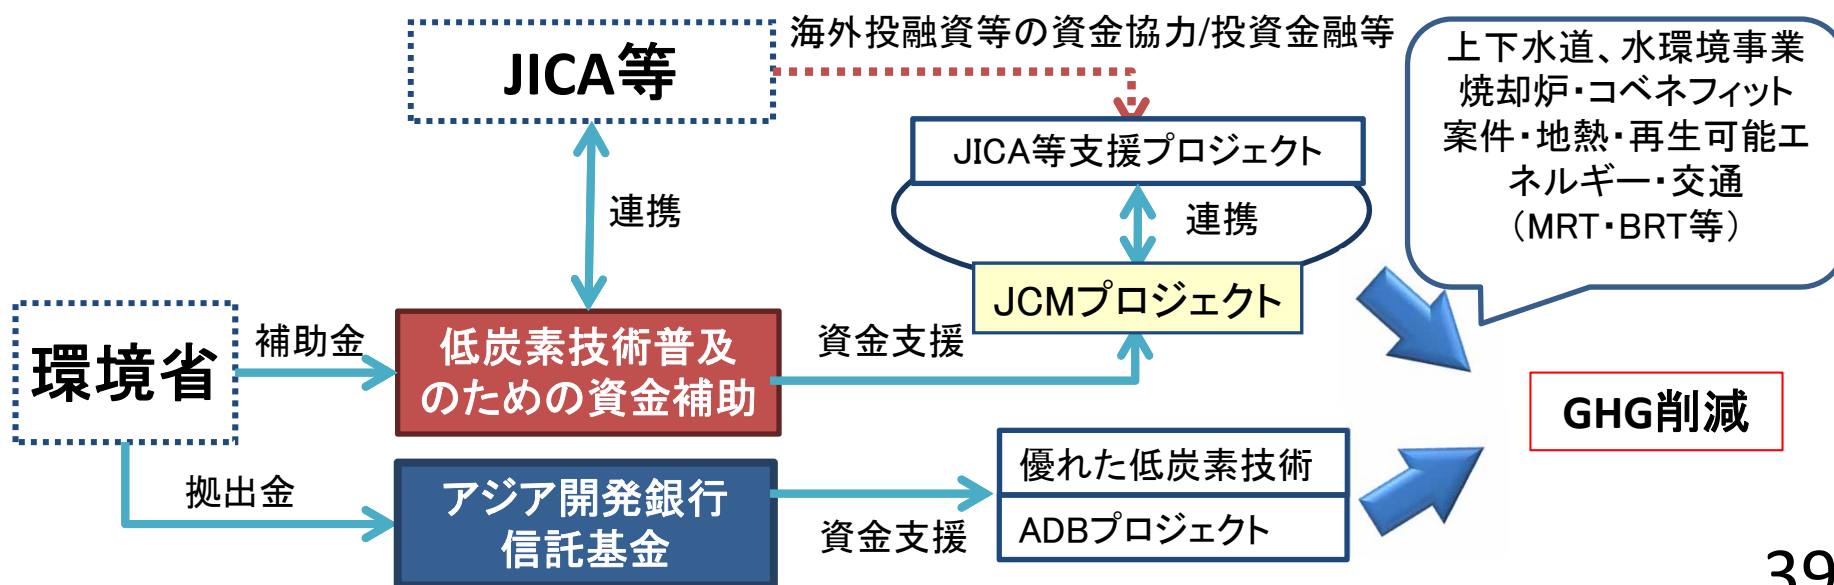 JICA等
海外投融資等の資金協力/投資金融等
上下水道、水環境事業
焼却炉・コベネフィット
案件・地熱・再生可能エ
ネルギー・交通
（MRT・BRT等）
JICA等支援プロジェクト
連携
連携
JCMプロジェクト
環境省
補助金
低炭素技術普及
のための資金補助
資金支援
GHG削減
拠出金
アジア開発銀行
信託基金
資金支援
優れた低炭素技術
ADBプロジェクト
39